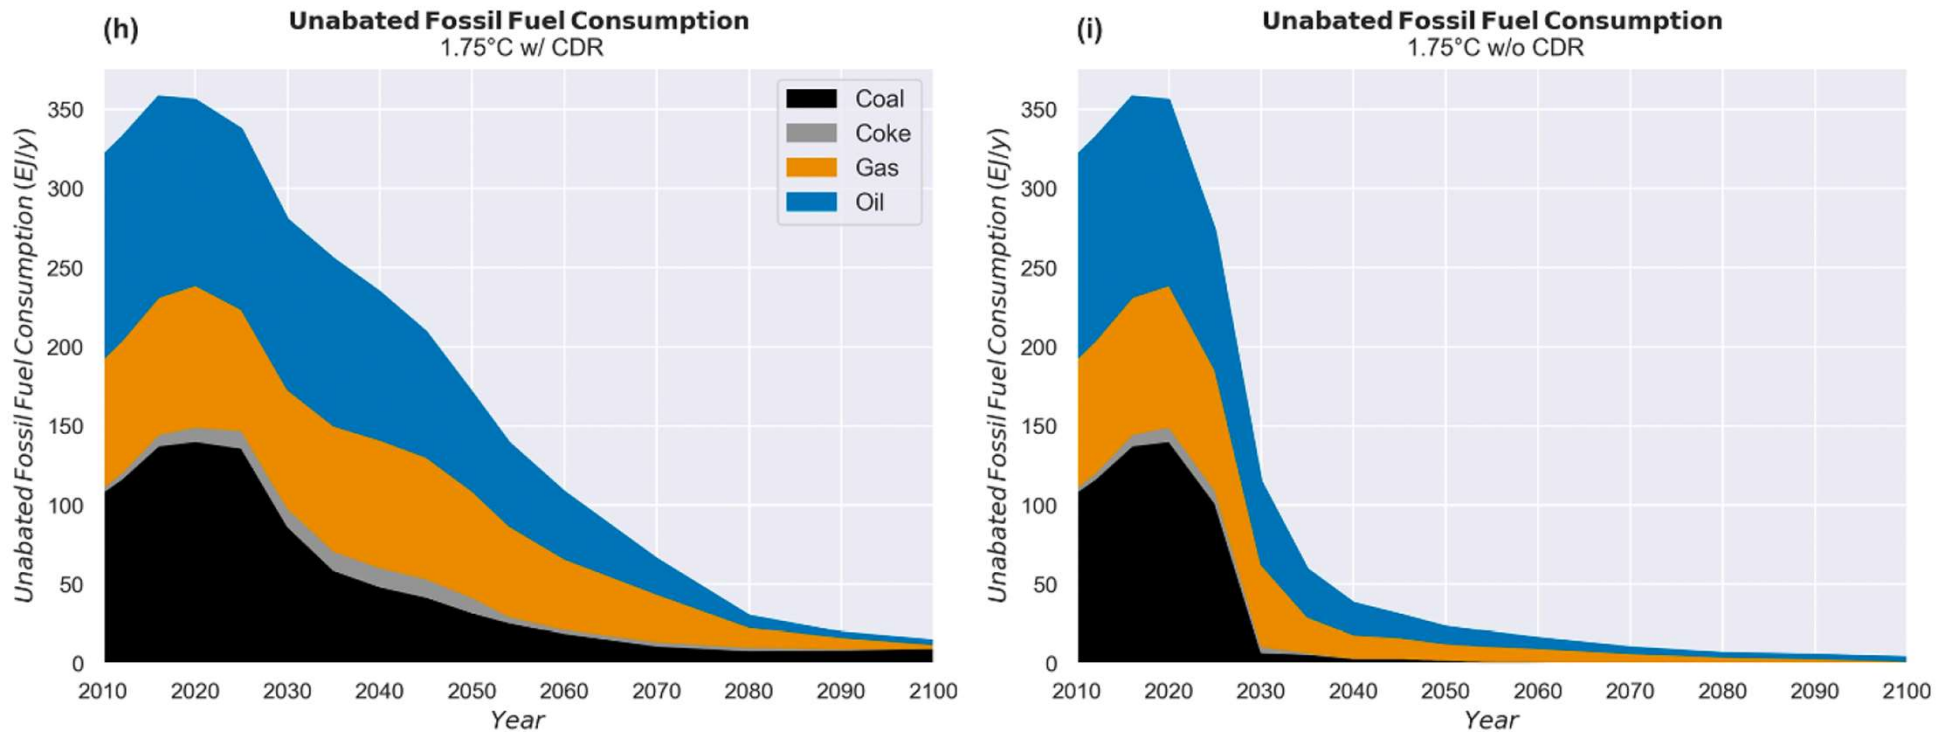 (h)
Unabated Fossil Fuel Consumption
1.75°C w/ CDR
Unabated Fossil Fuel Consumption (EJ/y)
350
300
250
200
150
100
50
0
Coal
Coke
Gas
Oil
2010 2020 2030 2040 2050 2060 2070 2080 2090 2100
Year
(i)
Unabated Fossil Fuel Consumption
1.75°C w/o CDR
Unabated Fossil Fuel Consumption (EJ/y)
350
300
250
200
150
100
50
0
2010 2020 2030 2040 2050 2060 2070 2080 2090 2100
Year